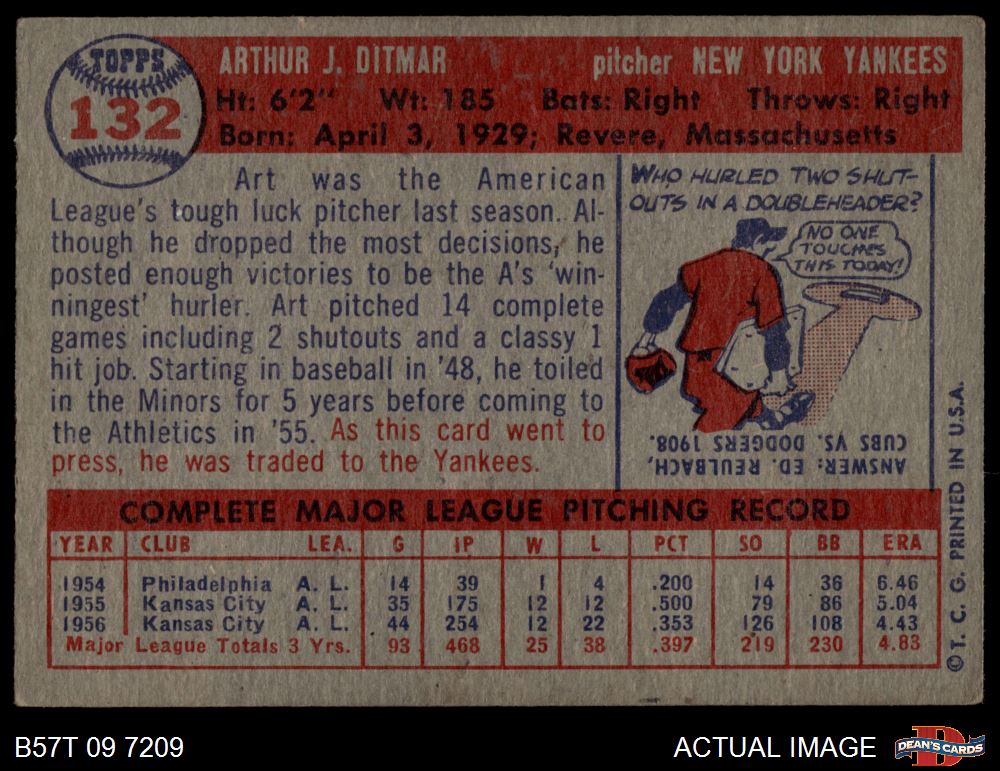 TOPPS
132
ARTHUR J. DITMAR pitcher NEW YORK YANKEES
Ht: 6'2" Wt: 185 Bats: Right Throws: Right
Born: April 3, 1929; Revere, Massachusetts
Art was the American
League's tough luck pitcher last season. Al-
though he dropped the most decisions, he
posted enough victories to be the A's 'win-
ningest' hurler. Art pitched 14 complete
games including 2 shutouts and a classy 1
hit job. Starting in baseball in '48, he toiled
in the Minors for 5 years before coming to
the Athletics in '55. As this card went to
press, he was traded to the Yankees.
WHO HURLED TWO SHUT-
OUTS IN A DOUBLEHEADER?
NO ONE
TOUCHES
THIS TODAY!
ANSWER: ED. REULBACH,
CUBS VS. DODGERS 1908.
COMPLETE MAJOR LEAGUE PITCHING RECORD
YEAR CLUB LEA. G IP W L PCT SO BB ERA
1954 Philadelphia A. L. 14 39 1 4 .200 14 36 6.46
1955 Kansas City A. L. 35 175 12 12 .500 79 86 5.04
1956 Kansas City A. L. 44 254 12 22 .353 126 108 4.43
Major League Totals 3 Yrs. 93 468 25 38 .397 219 230 4.83
© T. C. G. PRINTED IN U.S.A.
B57T 09 7209
ACTUAL IMAGE
D
DEAN'S CARDS